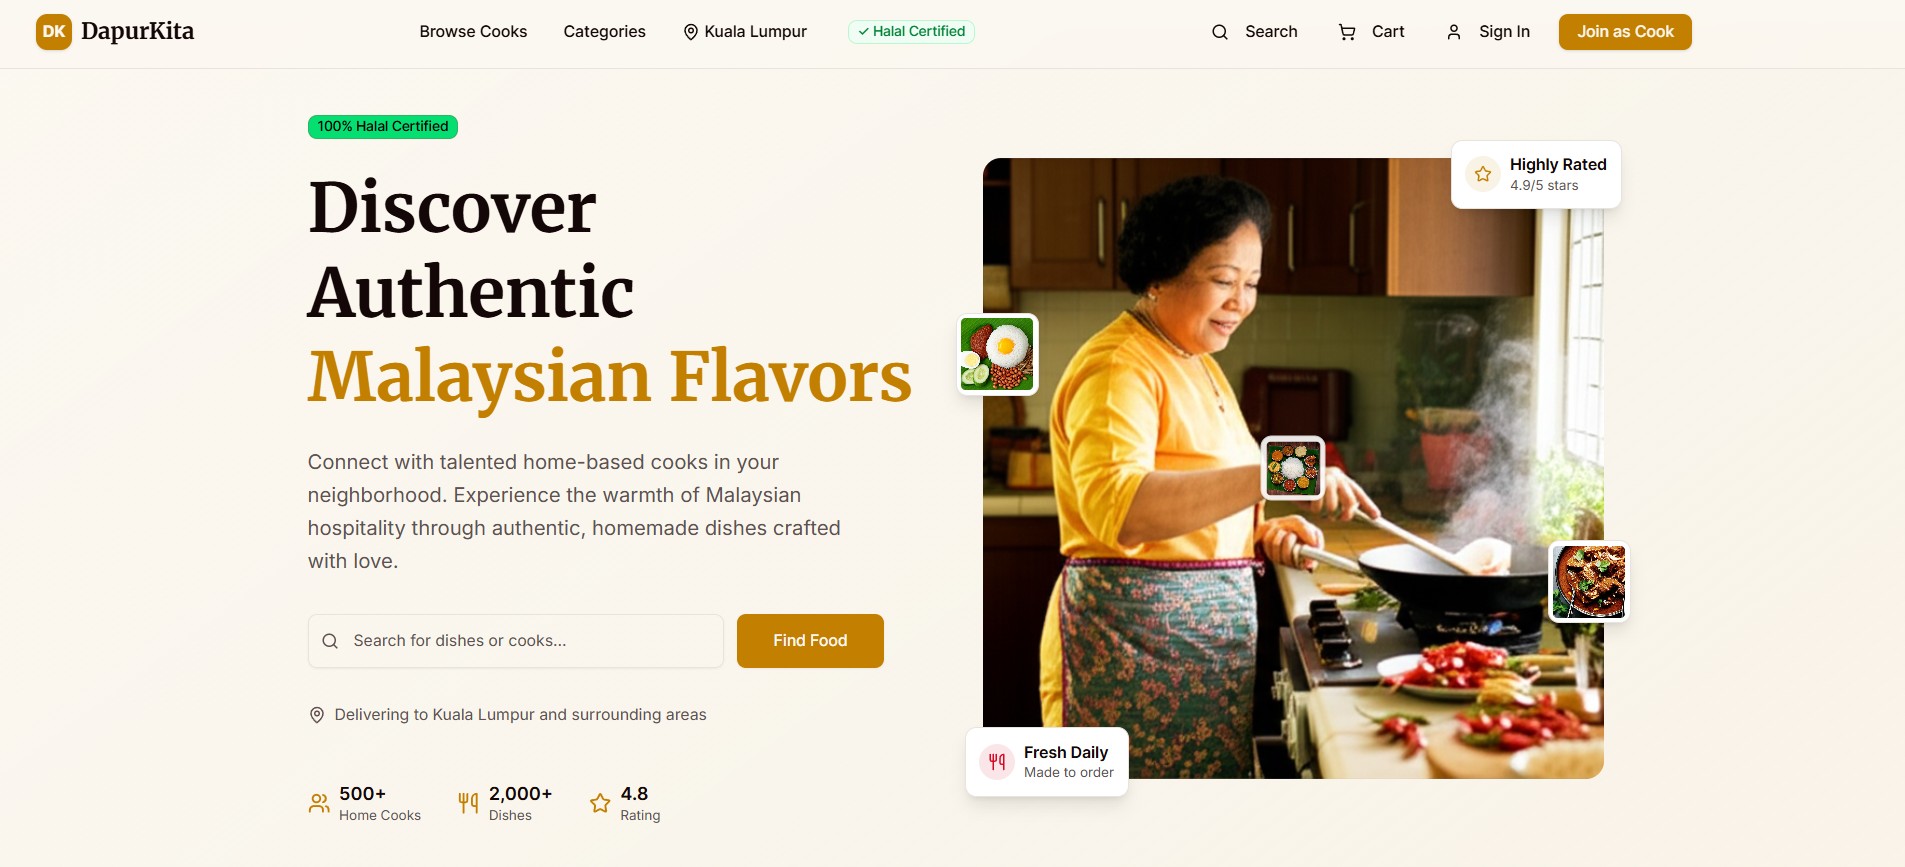 DK DapurKita
Browse Cooks
Categories
Kuala Lumpur
✓ Halal Certified
Search
Cart
Sign In
Join as Cook
100% Halal Certified
Discover
Authentic
Malaysian Flavors
Connect with talented home-based cooks in your
neighborhood. Experience the warmth of Malaysian
hospitality through authentic, homemade dishes crafted
with love.
Search for dishes or cooks...
Find Food
Delivering to Kuala Lumpur and surrounding areas
500+
Home Cooks
2,000+
Dishes
4.8
Rating
Highly Rated
4.9/5 stars
Fresh Daily
Made to order